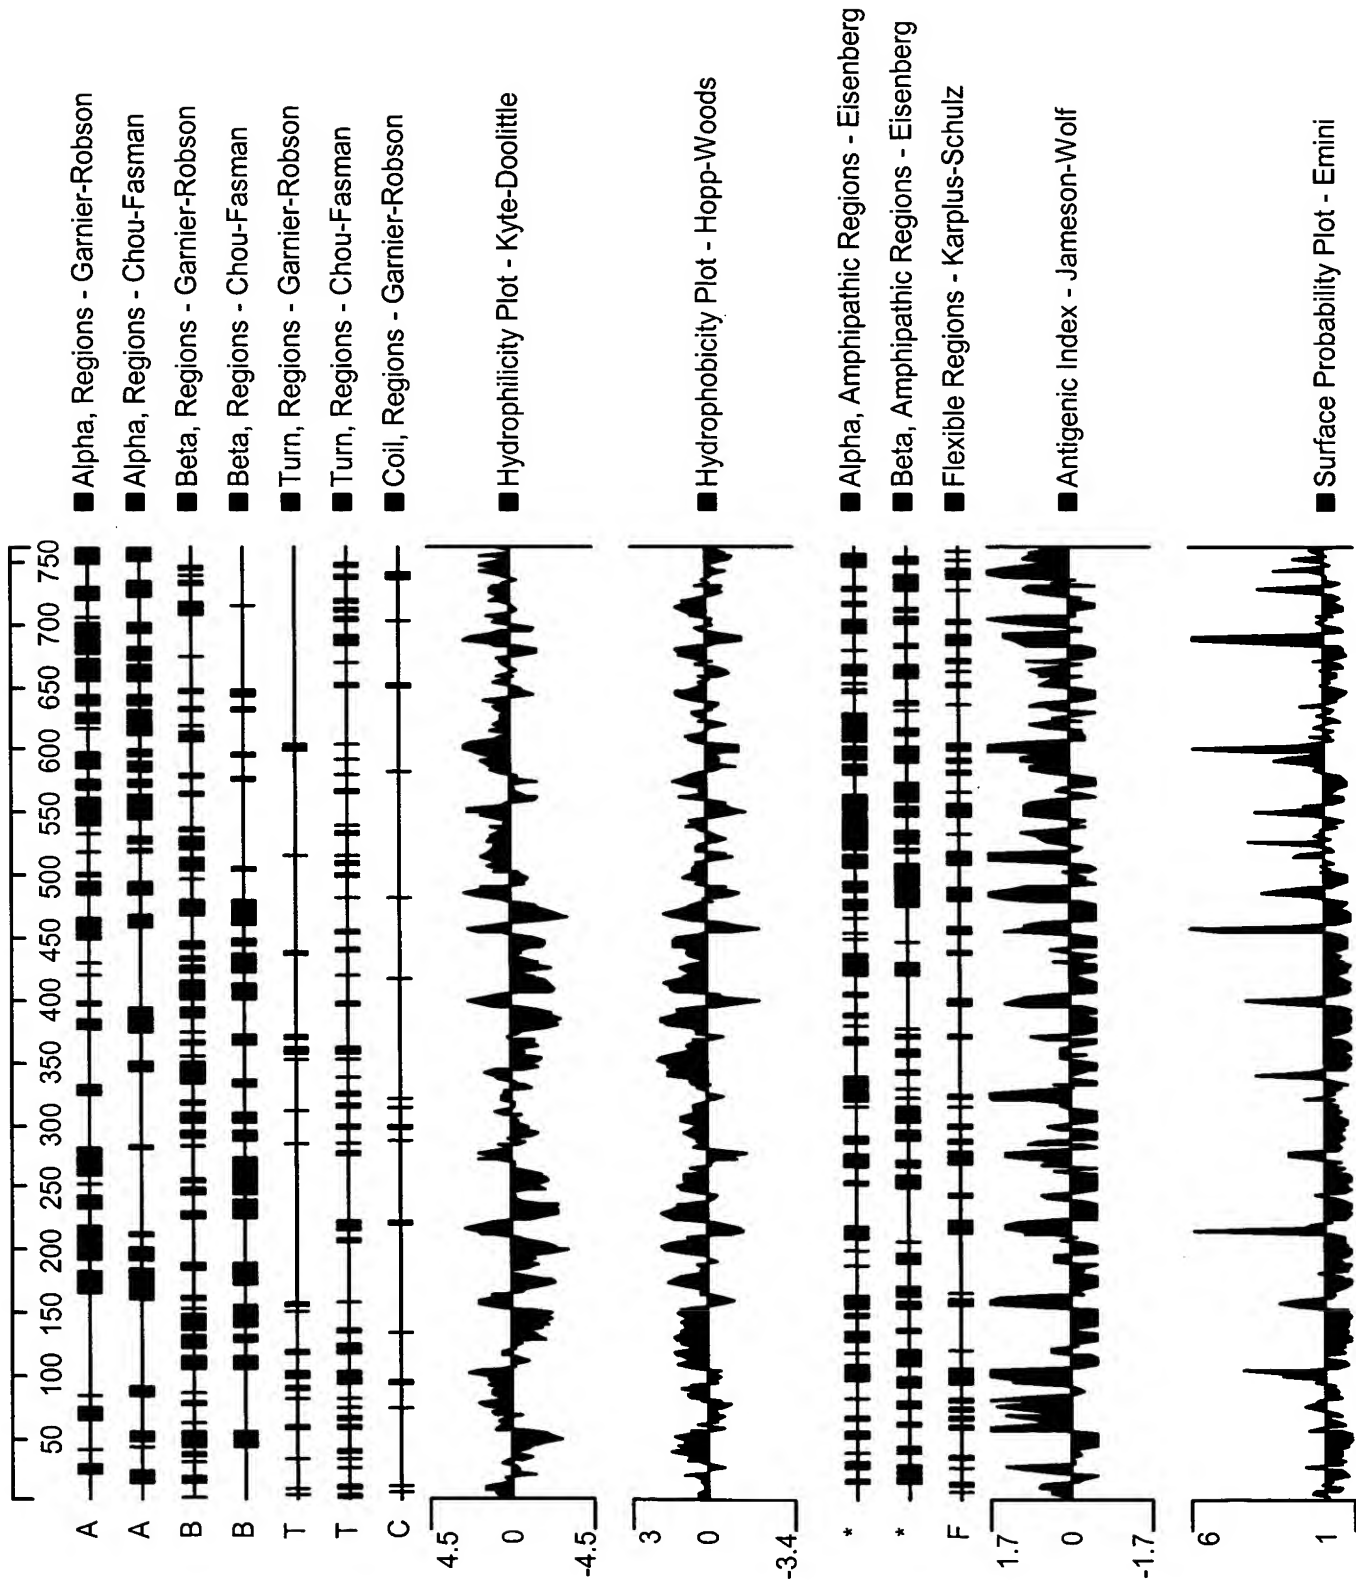 50 100 150 200 250 300 350 400 450 500 550 600 650 700 750
A Alpha, Regions - Garnier-Robson
A Alpha, Regions - Chou-Fasman
B Beta, Regions - Garnier-Robson
B Beta, Regions - Chou-Fasman
T Turn, Regions - Garnier-Robson
T Turn, Regions - Chou-Fasman
C Coil, Regions - Garnier-Robson
4.5
0 Hydrophilicity Plot - Kyte-Doolittle
-4.5
3
0 Hydrophobicity Plot - Hopp-Woods
-3.4
* Alpha, Amphipathic Regions - Eisenberg
* Beta, Amphipathic Regions - Eisenberg
F Flexible Regions - Karplus-Schulz
1.7
0 Antigenic Index - Jameson-Wolf
-1.7
6
1 Surface Probability Plot - Emini